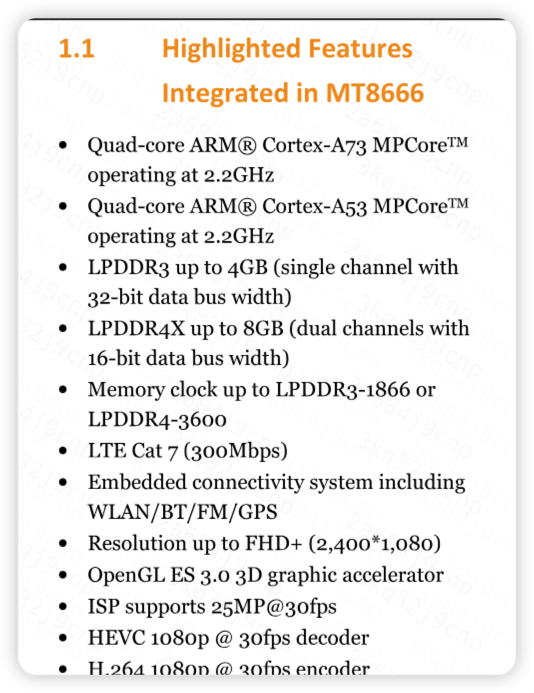 1.1 Highlighted Features
Integrated in MT8666
• Quad-core ARM® Cortex-A73 MPCore™
operating at 2.2GHz
• Quad-core ARM® Cortex-A53 MPCore™
operating at 2.2GHz
• LPDDR3 up to 4GB (single channel with
32-bit data bus width)
• LPDDR4X up to 8GB (dual channels with
16-bit data bus width)
• Memory clock up to LPDDR3-1866 or
LPDDR4-3600
• LTE Cat 7 (300Mbps)
• Embedded connectivity system including
WLAN/BT/FM/GPS
• Resolution up to FHD+ (2,400*1,080)
• OpenGL ES 3.0 3D graphic accelerator
• ISP supports 25MP@30fps
• HEVC 1080p @ 30fps decoder
• H.264 1080p @ 30fps encoder